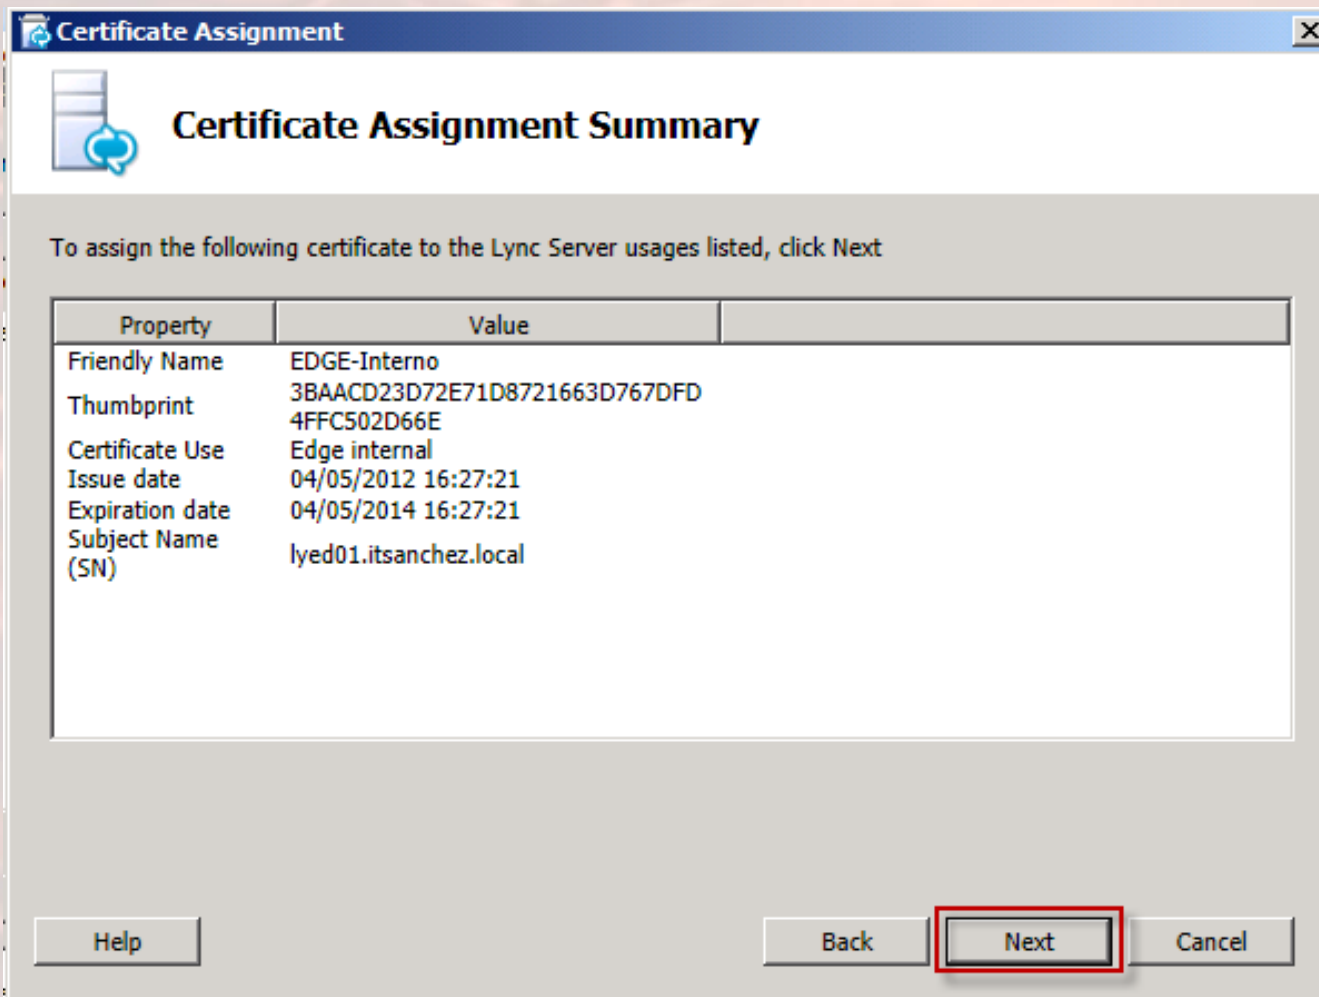 Certificate Assignment
Certificate Assignment Summary
To assign the following certificate to the Lync Server usages listed, click Next
Property Value
Friendly Name EDGE-Interno
Thumbprint 3BAACD23D72E71D8721663D767DFD
4FFC502D66E
Certificate Use Edge internal
Issue date 04/05/2012 16:27:21
Expiration date 04/05/2014 16:27:21
Subject Name
(SN) lyed01.itsanchez.local
Help Back Next Cancel